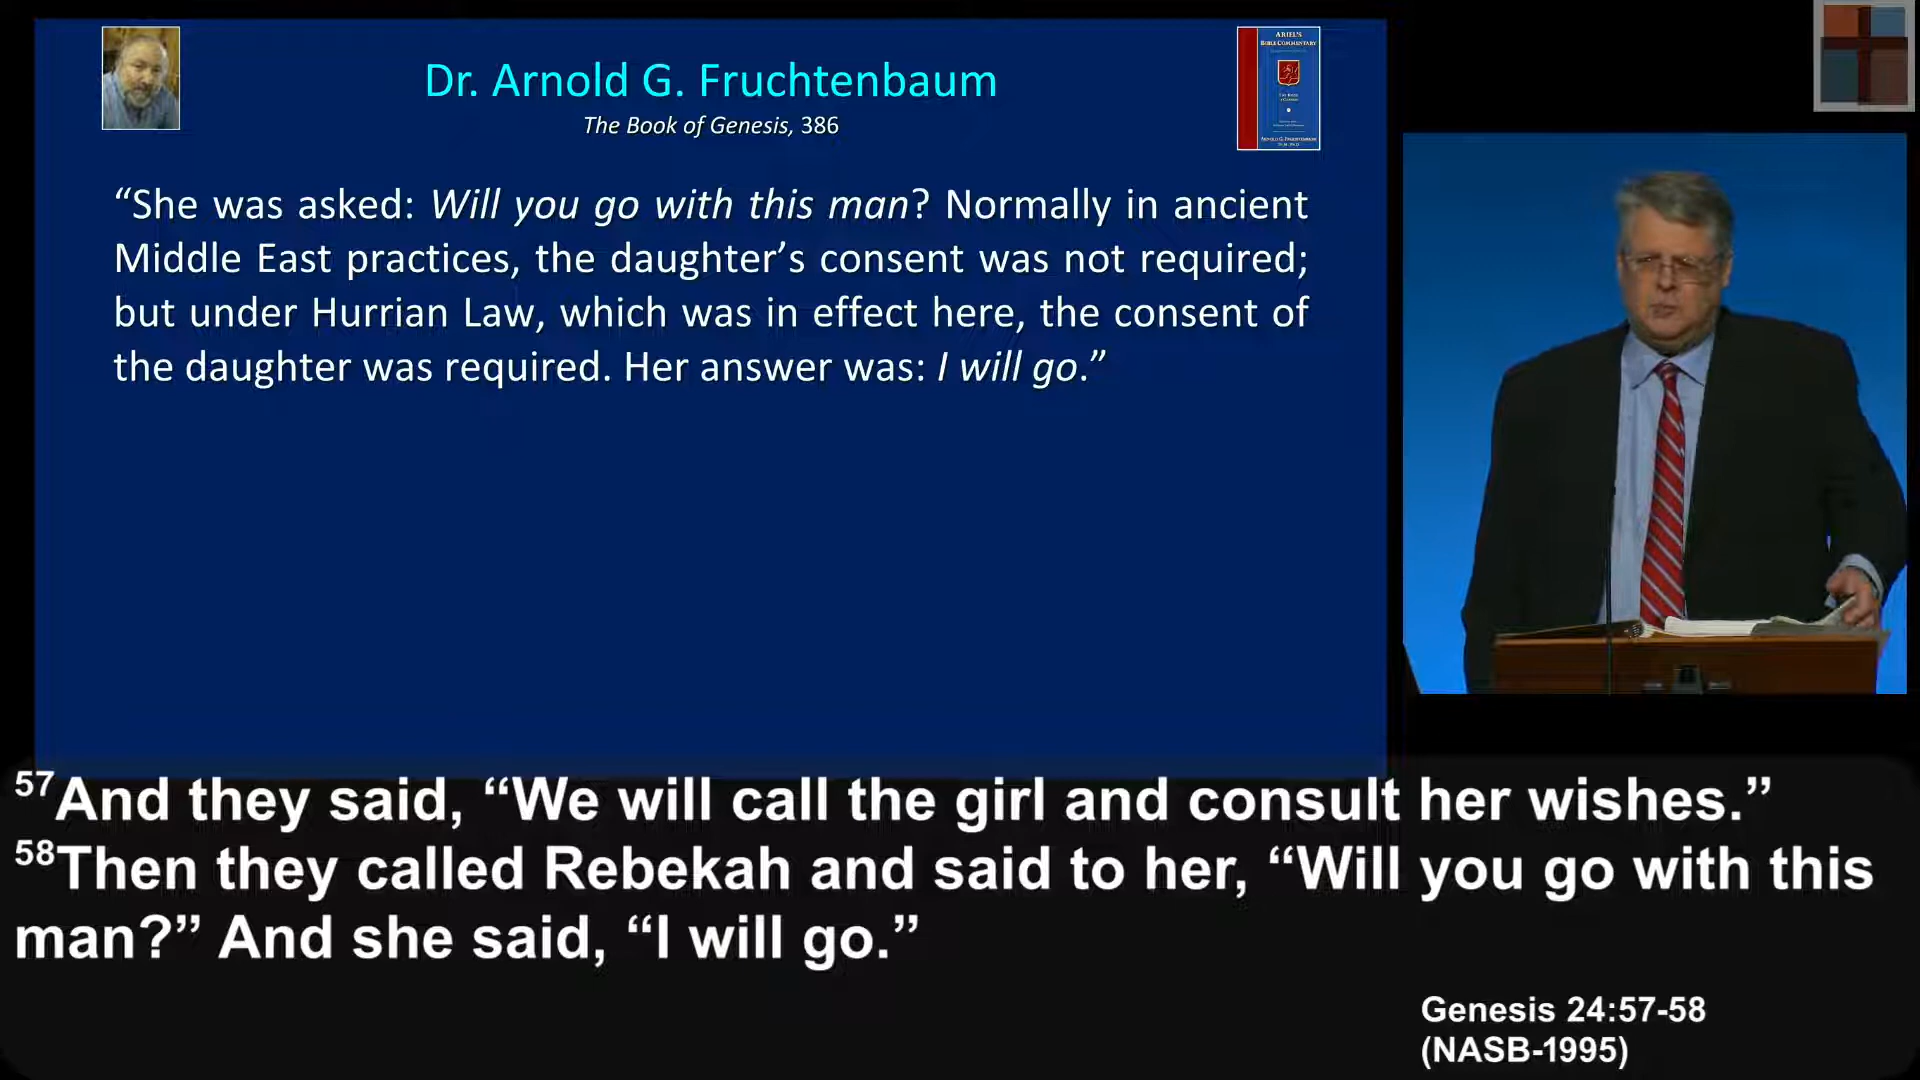 Dr. Arnold G. Fruchtenbaum
The Book of Genesis, 386
ARIEL'S
BIBLE COMMENTARY
“She was asked: Will you go with this man? Normally in ancient
Middle East practices, the daughter’s consent was not required;
but under Hurrian Law, which was in effect here, the consent of
the daughter was required. Her answer was: I will go.”
57And they said, “We will call the girl and consult her wishes.”
58Then they called Rebekah and said to her, “Will you go with this
man?” And she said, “I will go.”
Genesis 24:57-58
(NASB-1995)